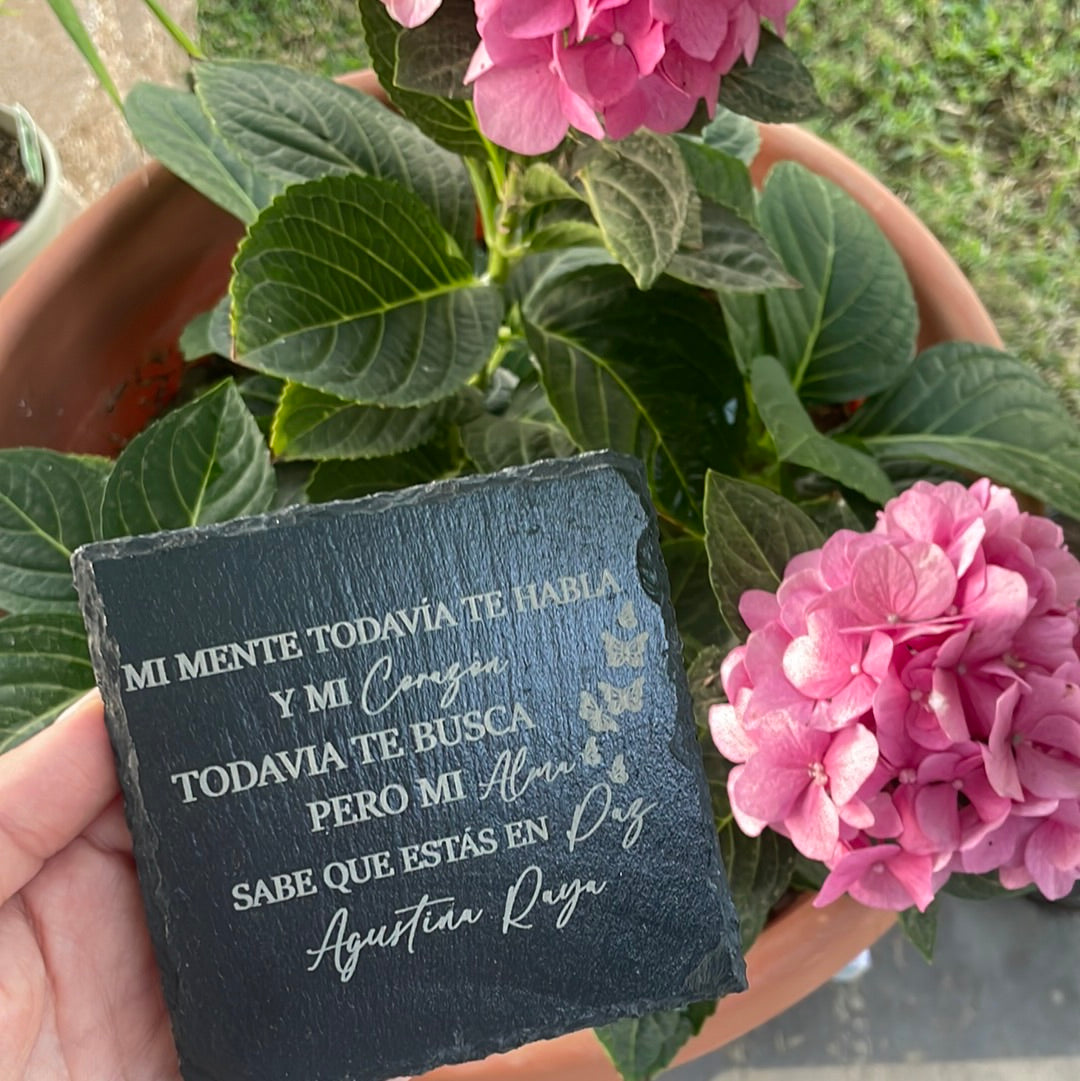 MI MENTE TODAVÍA TE HABLA
Y MI Corazon
TODAVIA TE BUSCA
PERO MI Alma
SABE QUE ESTÁS EN Paz
Agustina Raya